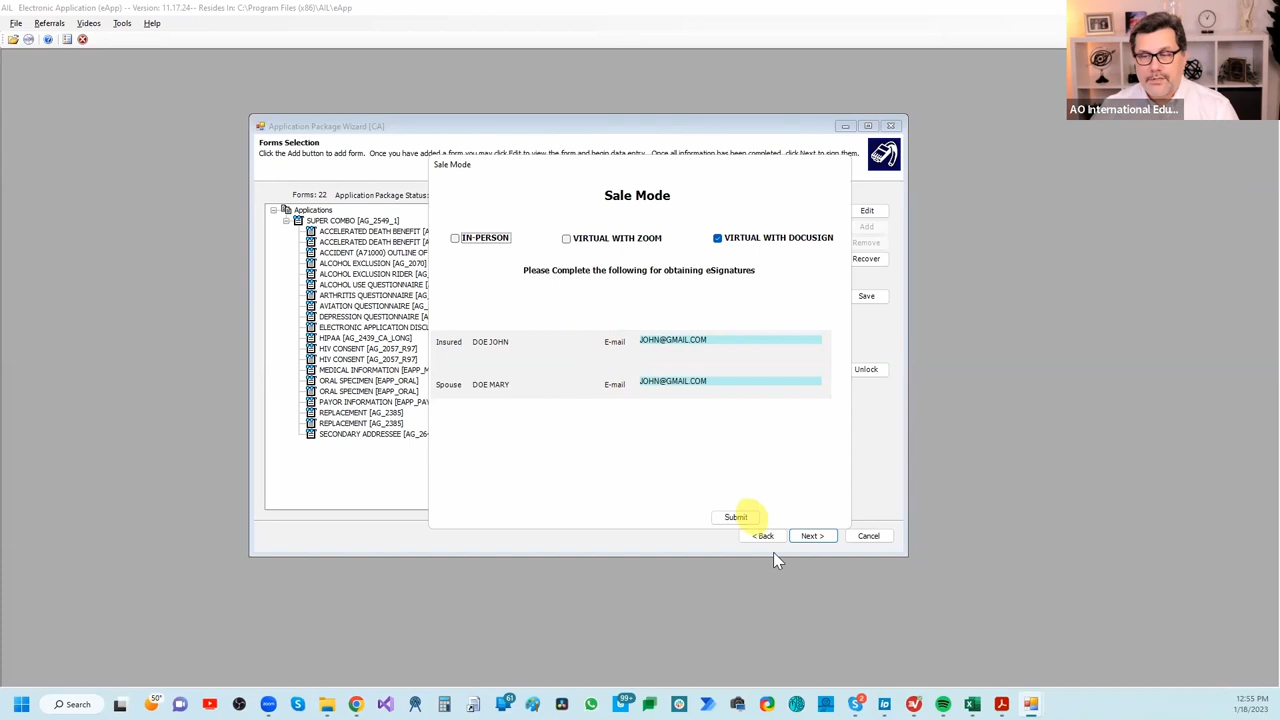 AIL Electronic Application (eApp) -- Version: 11.17.24-- Resides In: C:\Program Files (x86)\AIL\eApp
File Referrals Videos Tools Help
AO International Edu...
Application Package Wizard [CA]
Forms Selection
Click the Add button to add form. Once you have added a form you may click Edit to view the form and begin data entry. Once all information has been completed, click Next to sign them.
Sale Mode
Forms: 22 Application Package Status:
Sale Mode
Applications
Edit
SUPER COMBO [AG_2549_1]
Add
ACCELERATED DEATH BENEFIT [A
IN-PERSON
VIRTUAL WITH ZOOM
VIRTUAL WITH DOCUSIGN
ACCELERATED DEATH BENEFIT [A
Remove
ACCIDENT (A71000) OUTLINE OF
Recover
ALCOHOL EXCLUSION [AG_2070]
Please Complete the following for obtaining eSignatures
ALCOHOL EXCLUSION RIDER [AG_
ALCOHOL USE QUESTIONNAIRE [
ARTHRITIS QUESTIONNAIRE [AG_
Save
AVIATION QUESTIONNAIRE [AG_
DEPRESSION QUESTIONNAIRE [A
ELECTRONIC APPLICATION DISCL
HIPAA [AG_2439_CA_LONG]
Insured DOE JOHN E-mail JOHN@GMAIL.COM
HIV CONSENT [AG_2057_R97]
HIV CONSENT [AG_2057_R97]
MEDICAL INFORMATION [EAPP_M
Unlock
ORAL SPECIMEN [EAPP_ORAL]
Spouse DOE MARY E-mail JOHN@GMAIL.COM
ORAL SPECIMEN [EAPP_ORAL]
PAYOR INFORMATION [EAPP_PA
REPLACEMENT [AG_2385]
REPLACEMENT [AG_2385]
SECONDARY ADDRESSEE [AG_26
Submit
< Back Next > Cancel
Search
50°
61
99+
2
12:55 PM
1/18/2023